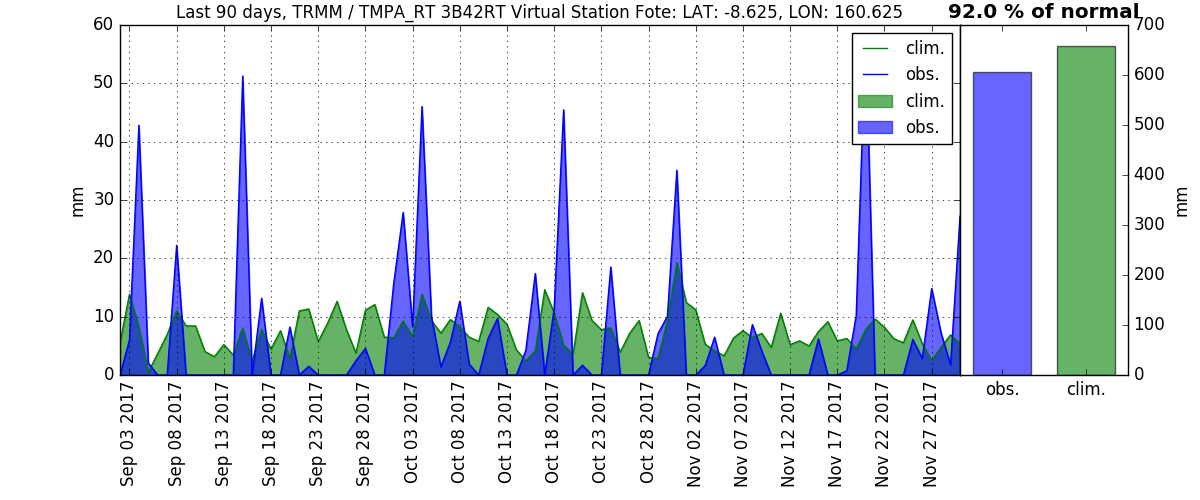 Last 90 days, TRMM / TMPA_RT 3B42RT Virtual Station Fote: LAT: -8.625, LON: 160.625
92.0 % of normal
60
50
40
30
20
10
0
mm
clim.
obs.
clim.
obs.
Sep 03 2017
Sep 08 2017
Sep 13 2017
Sep 18 2017
Sep 23 2017
Sep 28 2017
Oct 03 2017
Oct 08 2017
Oct 13 2017
Oct 18 2017
Oct 23 2017
Oct 28 2017
Nov 02 2017
Nov 07 2017
Nov 12 2017
Nov 17 2017
Nov 22 2017
Nov 27 2017
obs.
clim.
700
600
500
400
300
200
100
0
mm